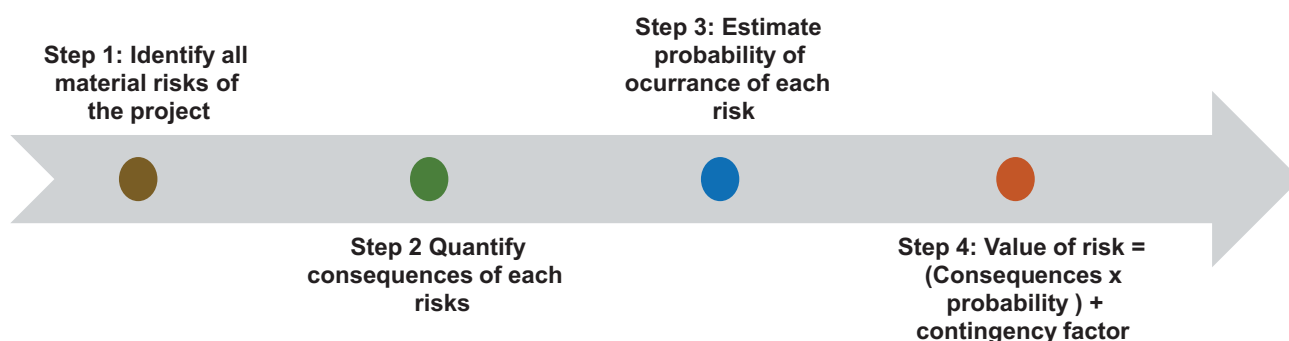 Step 1: Identify all
material risks of
the project
Step 2 Quantify
consequences of each
risks
Step 3: Estimate
probability of
ocurrance of each
risk
Step 4: Value of risk =
(Consequences x
probability ) +
contingency factor